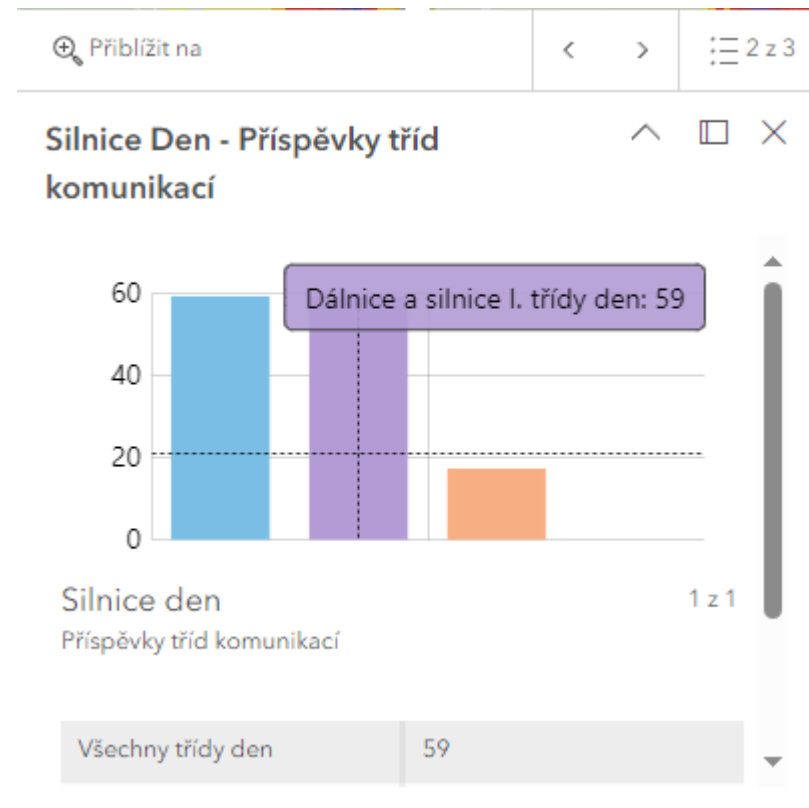 Přiblížit na
2 z 3
Silnice Den - Příspěvky tříd
komunikací
Dálnice a silnice I. třídy den: 59
60
40
20
0
Silnice den
1 z 1
Příspěvky tříd komunikací
Všechny třídy den
59